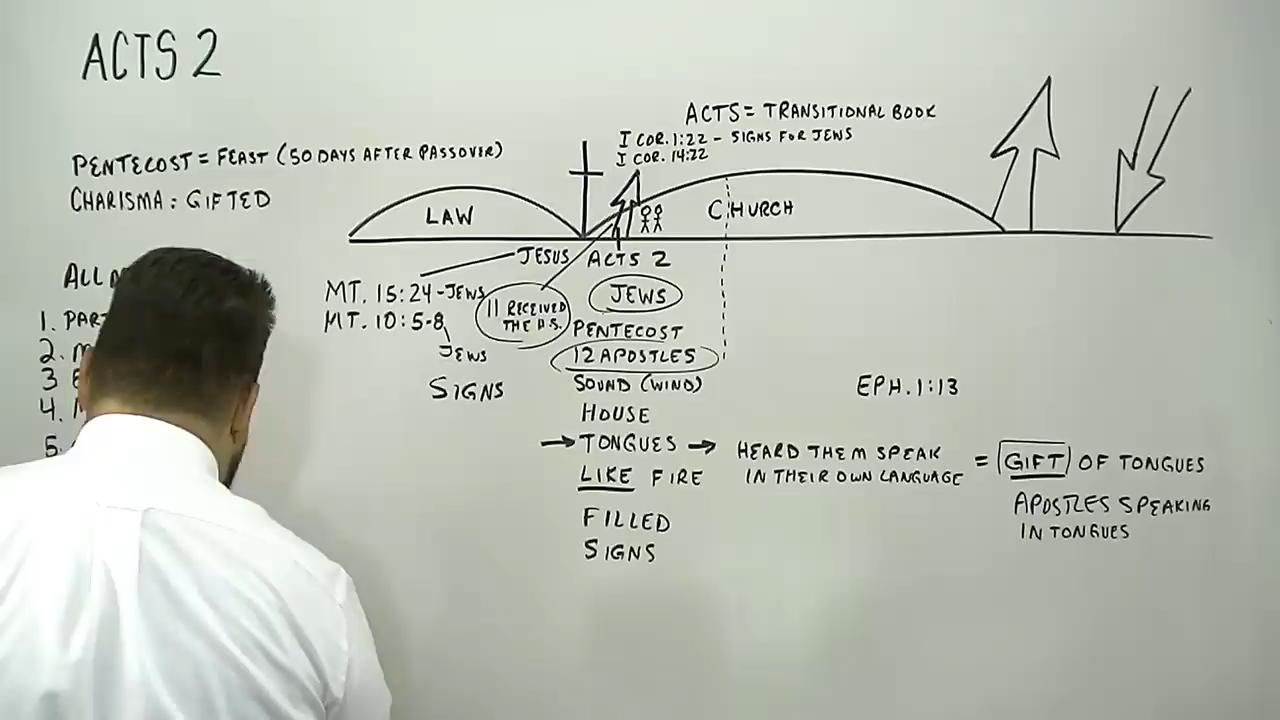 ACTS 2
ACTS = TRANSITIONAL BOOK
I COR. 1:22 - SIGNS FOR JEWS
I COR. 14:22
PENTECOST = FEAST (50 DAYS AFTER PASSOVER)
CHARISMA: GIFTED
LAW
CHURCH
JESUS
ACTS 2
ALL
MT. 15:24 - JEWS
MT. 10:5-8
JEWS
SIGNS
11 RECEIVED
THE H.S.
JEWS
PENTECOST
12 APOSTLES
SOUND (WIND)
HOUSE
TONGUES
LIKE FIRE
FILLED
SIGNS
1.
2.
3
4.
5.
EPH. 1:13
HEARD THEM SPEAK
IN THEIR OWN LANGUAGE
= GIFT OF TONGUES
APOSTLES SPEAKING
IN TONGUES